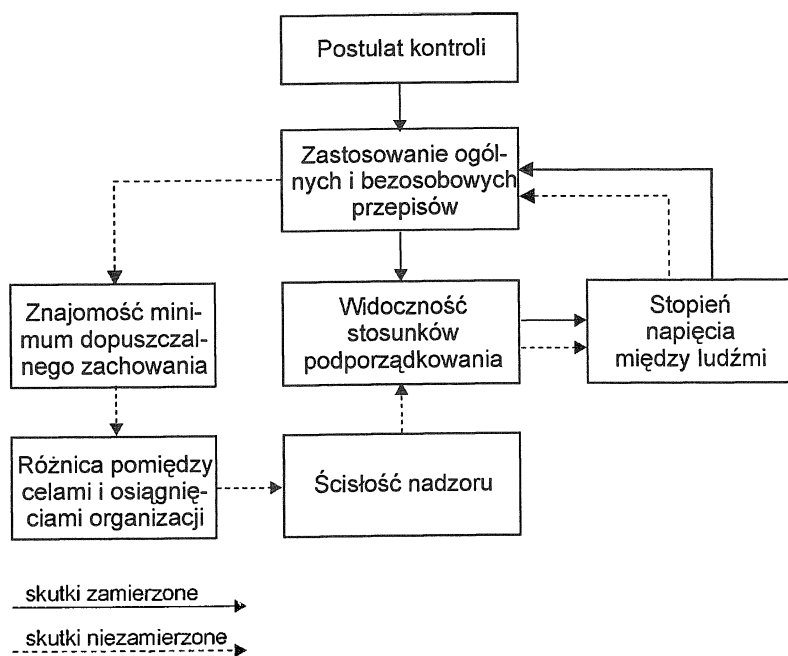 Postulat kontroli
Zastosowanie ogól-
nych i bezosobowych
przepisów
Znajomość mini-
mum dopuszczal-
nego zachowania
Widoczność
stosunków
podporządkowania
Stopień
napięcia
między ludźmi
Różnica pomiędzy
celami i osiągnię-
ciami organizacji
Ścisłość nadzoru
skutki zamierzone
skutki niezamierzone